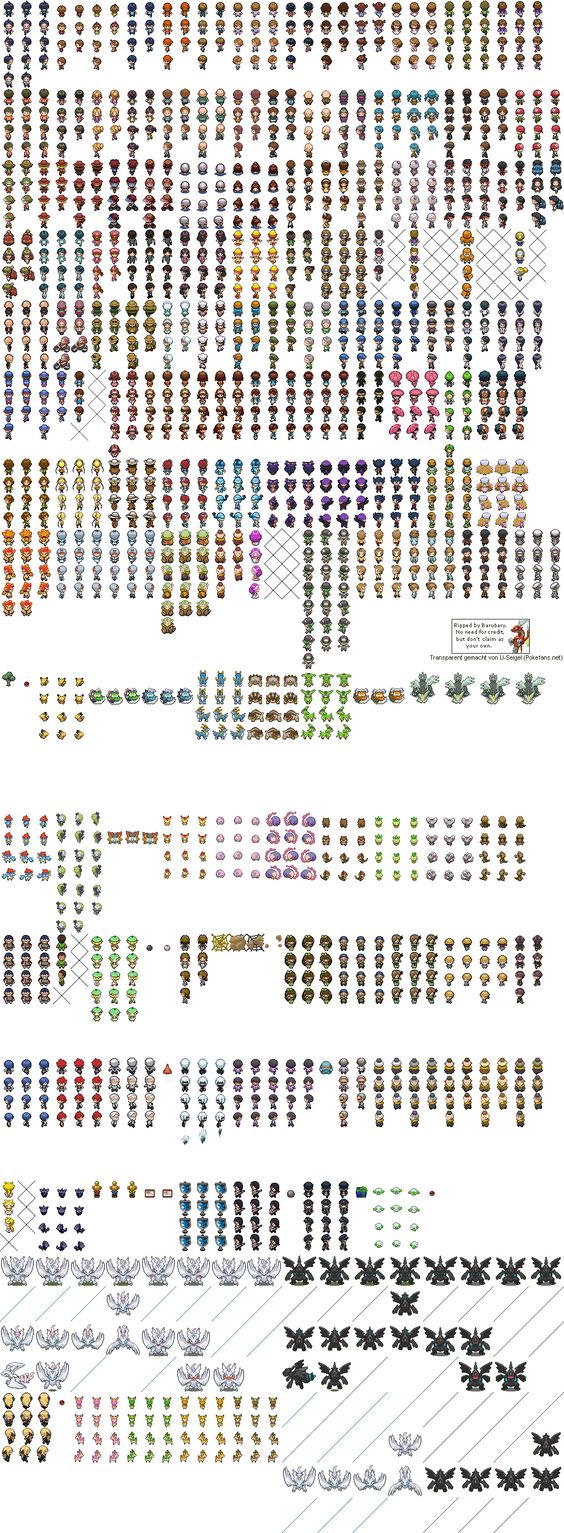 Ripped by Barubary.
No need for credit,
but don't claim as
your own.
Transparent gemacht von U-Seigel (Pokefans.net)